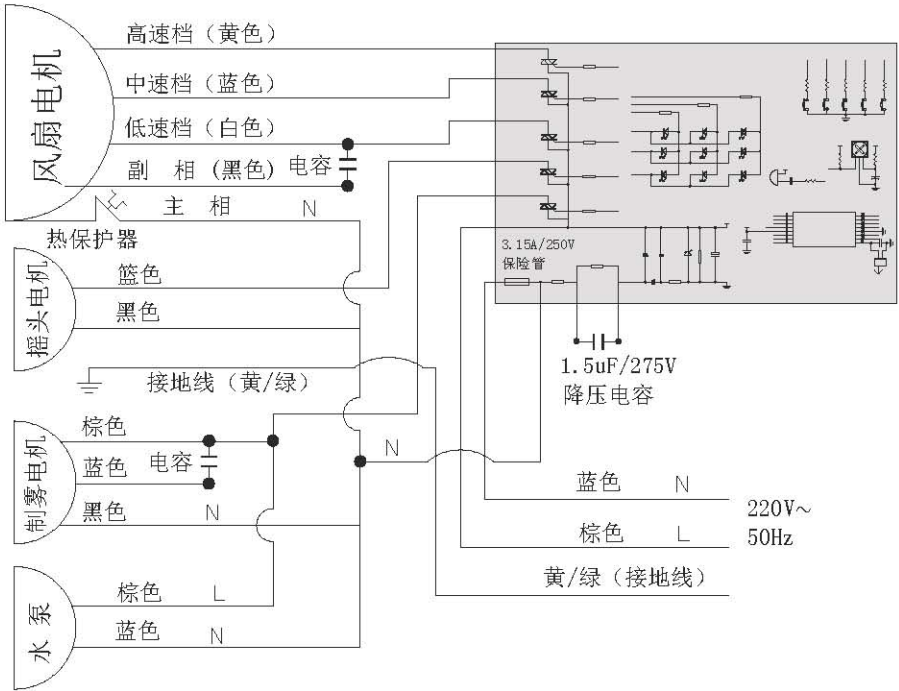 风扇电机
高速档（黄色）
中速档（蓝色）
低速档（白色）
电容
副 相 (黑色)
主 相 N
热保护器
摇头电机
篮色
黑色
3.15A/250V
保险管
1.5uF/275V
降压电容
接地线（黄/绿）
制雾电机
棕色
蓝色
电容
黑色 N
N
蓝色 N
棕色 L
220V～
50Hz
黄/绿（接地线）
水泵
棕色 L
蓝色 N